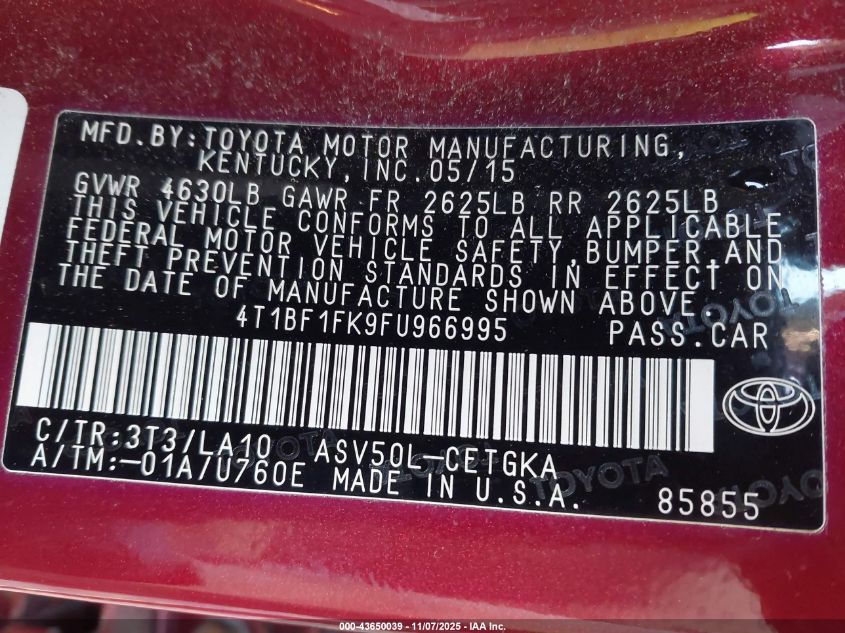 MFD.BY:TOYOTA MOTOR MANUFACTURING,
KENTUCKY,INC.05/15
GVWR 4630LB GAWR FR 2625LB RR 2625LB
THIS VEHICLE CONFORMS TO ALL APPLICABLE
FEDERAL MOTOR VEHICLE SAFETY,BUMPER,AND
THEFT PREVENTION STANDARDS IN EFFECT ON
THE DATE OF MANUFACTURE SHOWN ABOVE.
4T1BF1FK9FU966995 PASS.CAR
C/TR:3T3/LA10 ASV50L-CETGKA
A/TM:-01A/U760E MADE IN U.S.A. 85855
000-43650039 - 11/07/2025 - IAA Inc.